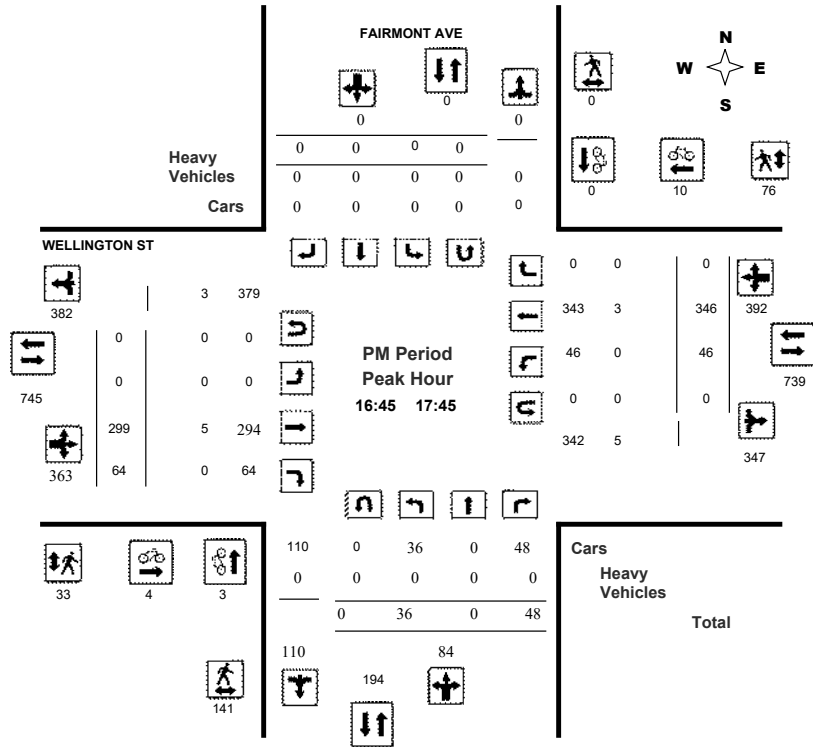 FAIRMONT AVE
N
W E
S
0
0
0 0
0 0 0 0
Heavy
Vehicles
0 0 0 0 0
0 10 76
Cars
0 0 0 0 0
WELLINGTON ST
0 0 0
382
3 379
343 3 346 392
0 0 0
PM Period
46 0 46
Peak Hour
739
745
0 0 0
16:45 17:45
0 0 0
299 5 294
342 5
347
363
64 0 64
110 0 36 0 48
Cars
33 4 3
0 0 0 0 0
Heavy
Vehicles
0 36 0 48
Total
110 84
194
141